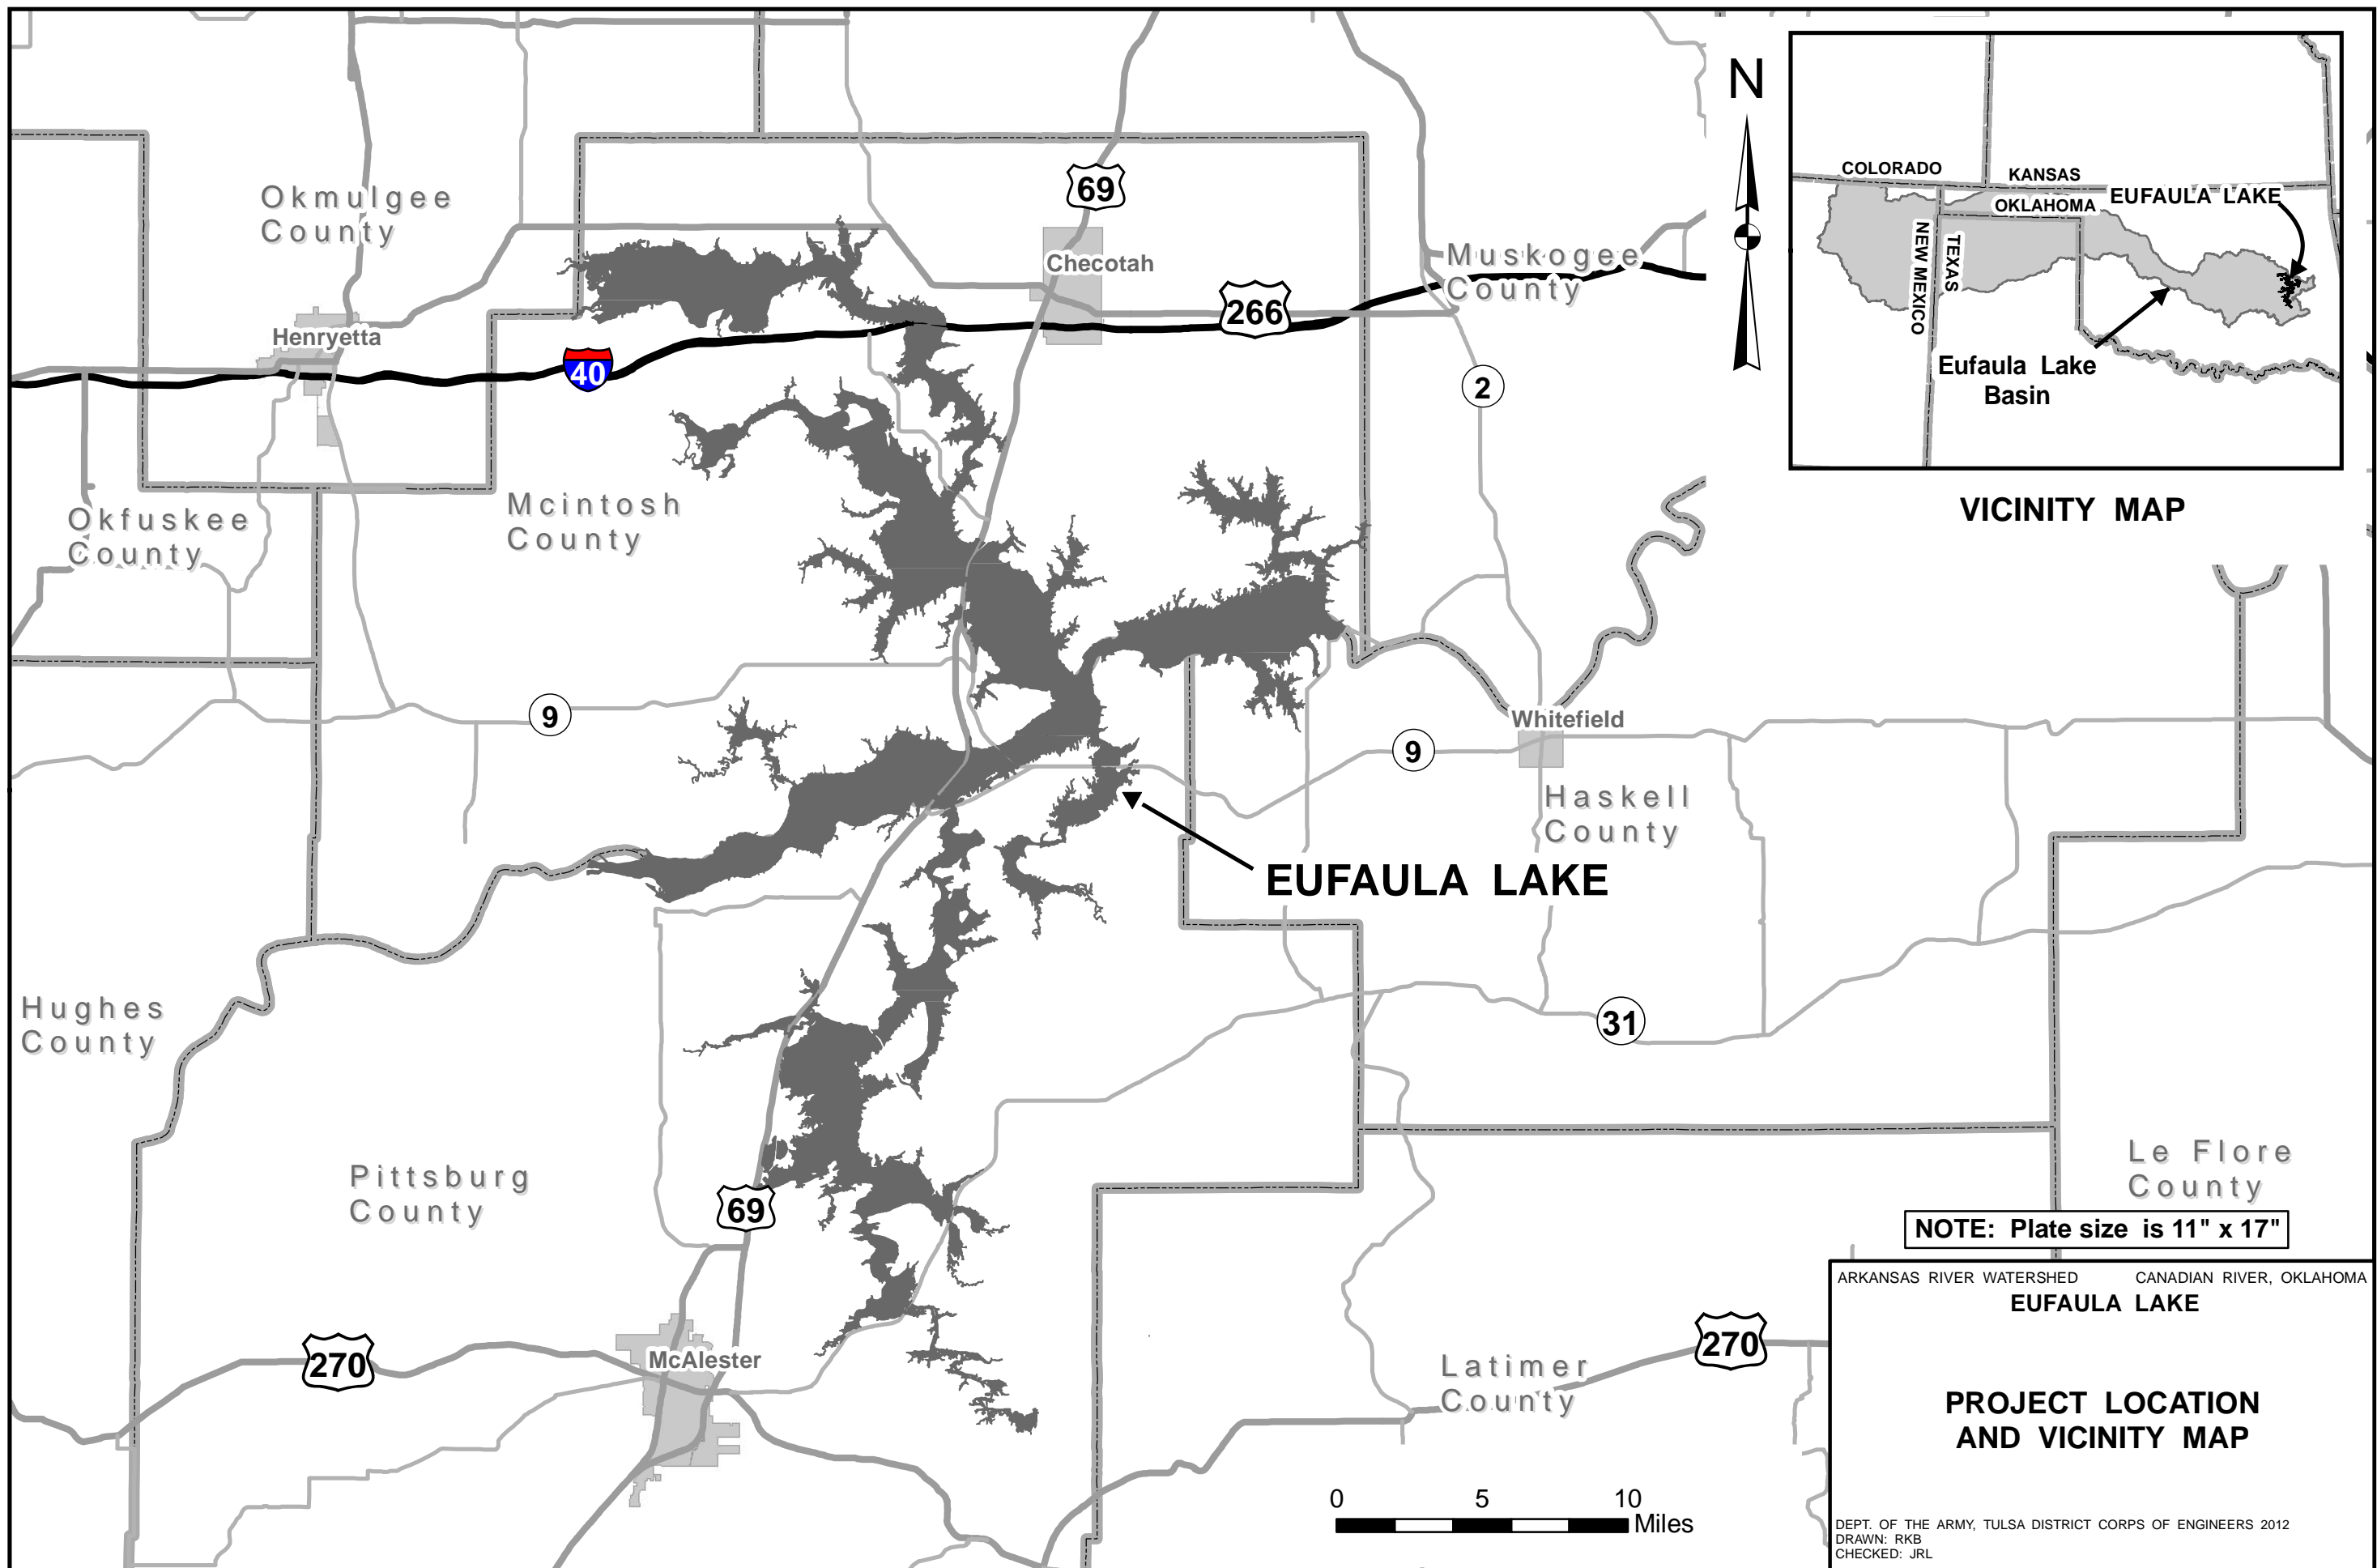 N
COLORADO
KANSAS
EUFAULA LAKE
OKLAHOMA
NEW MEXICO
TEXAS
Eufaula Lake
Basin
VICINITY MAP
Okmulgee
County
69
Checotah
Muskogee
County
266
Henryetta
40
2
Okfuskee
County
Mcintosh
County
9
Whitefield
9
Haskell
County
EUFAULA LAKE
Hughes
County
31
Pittsburg
County
69
Le Flore
County
NOTE: Plate size is 11" x 17"
270
McAlester
Latimer
County
270
0 5 10
Miles
ARKANSAS RIVER WATERSHED CANADIAN RIVER, OKLAHOMA
EUFAULA LAKE
PROJECT LOCATION
AND VICINITY MAP
DEPT. OF THE ARMY, TULSA DISTRICT CORPS OF ENGINEERS 2012
DRAWN: RKB
CHECKED: JRL